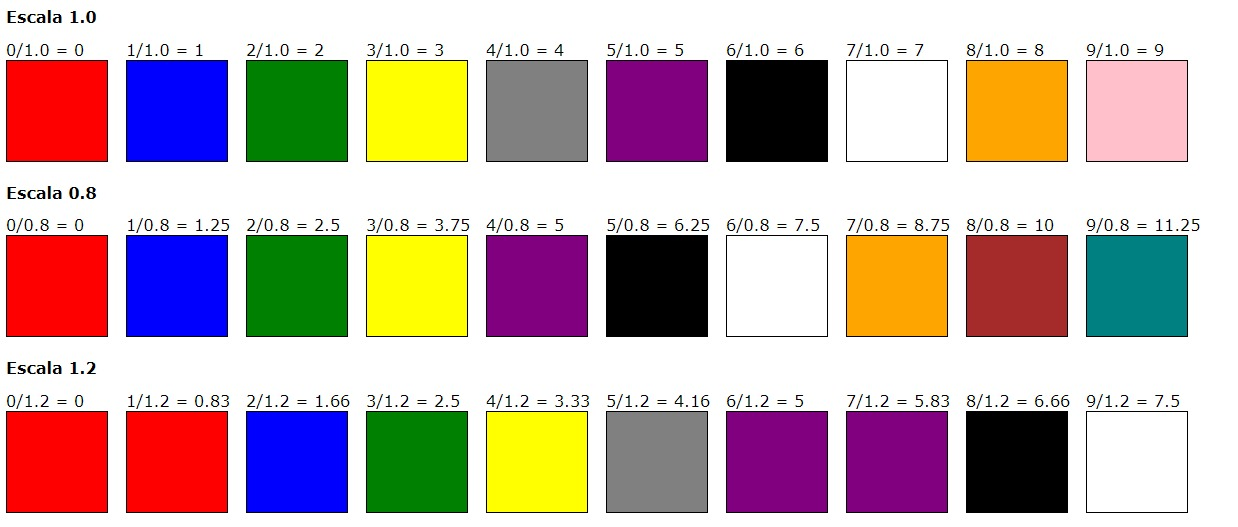 Escala 1.0
0/1.0 = 0 1/1.0 = 1 2/1.0 = 2 3/1.0 = 3 4/1.0 = 4 5/1.0 = 5 6/1.0 = 6 7/1.0 = 7 8/1.0 = 8 9/1.0 = 9
Escala 0.8
0/0.8 = 0 1/0.8 = 1.25 2/0.8 = 2.5 3/0.8 = 3.75 4/0.8 = 5 5/0.8 = 6.25 6/0.8 = 7.5 7/0.8 = 8.75 8/0.8 = 10 9/0.8 = 11.25
Escala 1.2
0/1.2 = 0 1/1.2 = 0.83 2/1.2 = 1.66 3/1.2 = 2.5 4/1.2 = 3.33 5/1.2 = 4.16 6/1.2 = 5 7/1.2 = 5.83 8/1.2 = 6.66 9/1.2 = 7.5